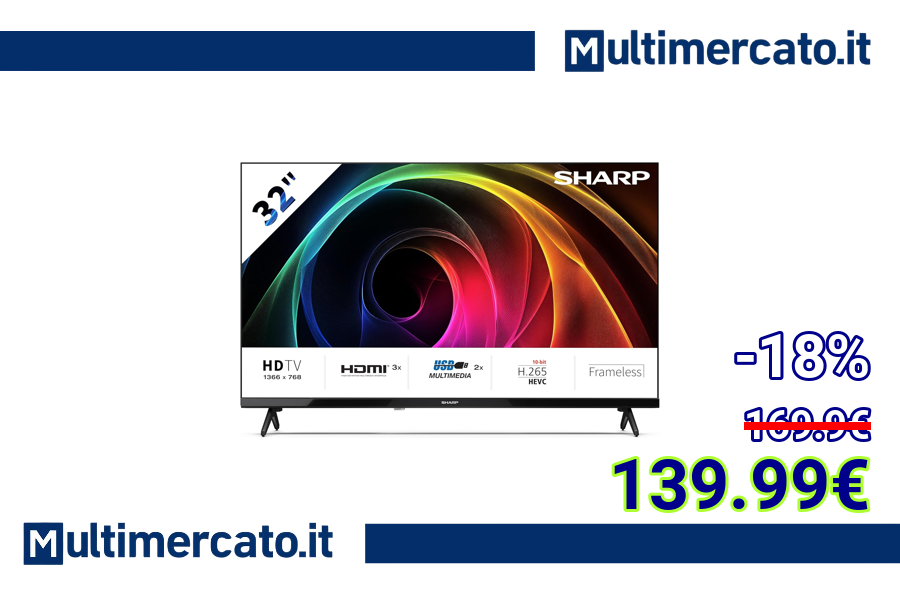 Multimercato.it
32"
SHARP
HDTV
1366 x 768
HDMI 3x
USB 2x
MULTIMEDIA
10-bit
H.265
HEVC
Frameless
SHARP
-18%
169.9€
139.99€
Multimercato.it